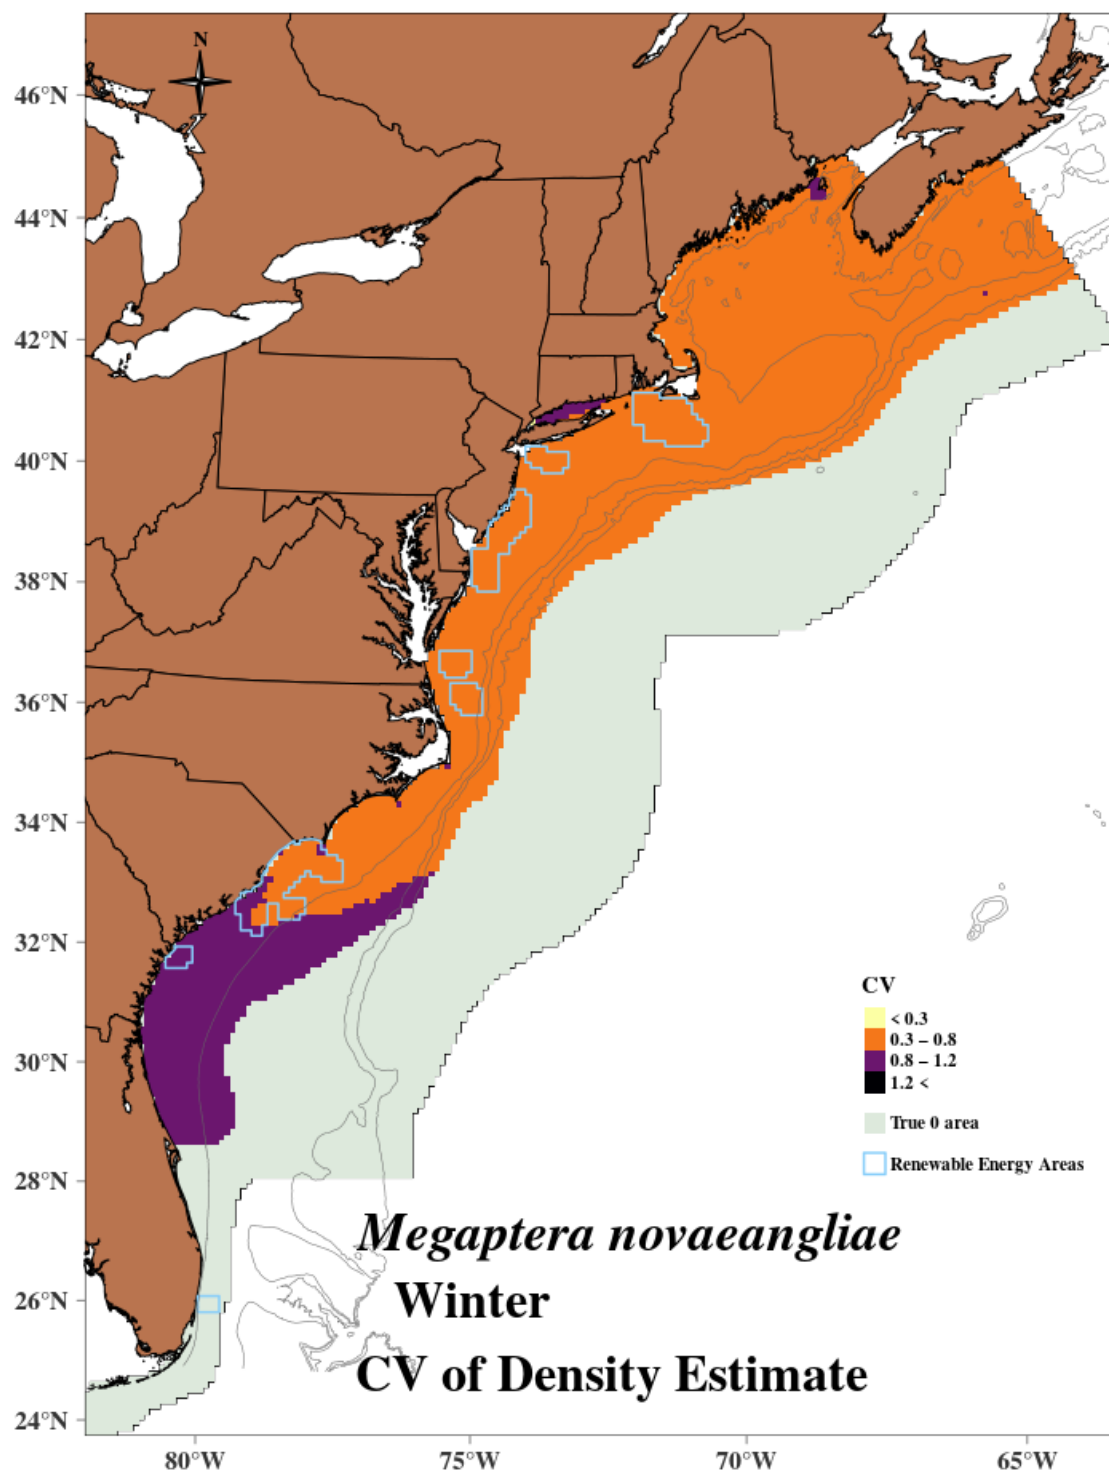 N
46°N
44°N
42°N
40°N
38°N
36°N
34°N
32°N
30°N
28°N
26°N
24°N
CV
< 0.3
0.3 – 0.8
0.8 – 1.2
1.2 <
True 0 area
Renewable Energy Areas
Megaptera novaeangliae
Winter
CV of Density Estimate
80°W
75°W
70°W
65°W